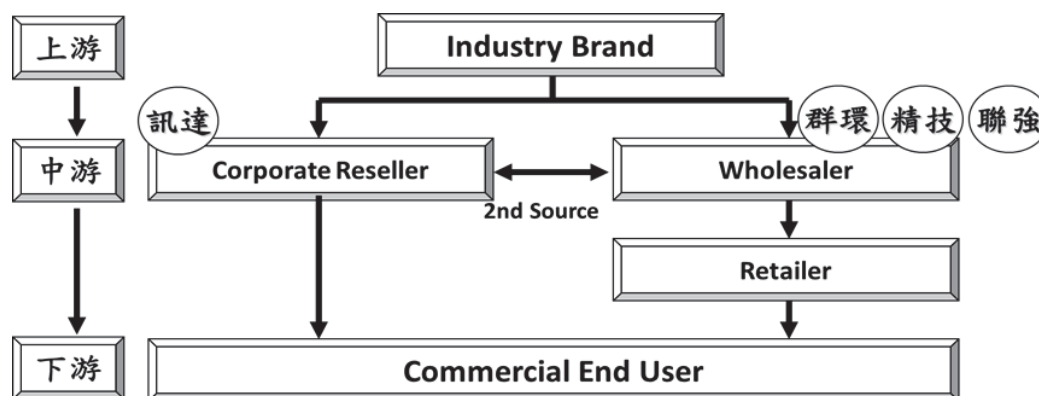 上游
Industry Brand
訊達
群環
精技
聯強
中游
Corporate Reseller
Wholesaler
2nd Source
Retailer
下游
Commercial End User